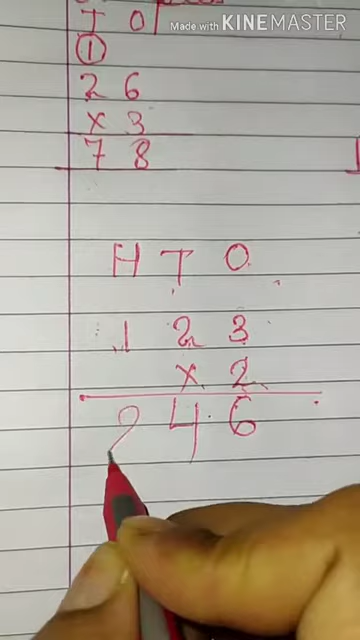 Made with KINEMASTER
T O
1
2 6
x 3
7 8
H T O
1 2 3
x 2
2 4 6